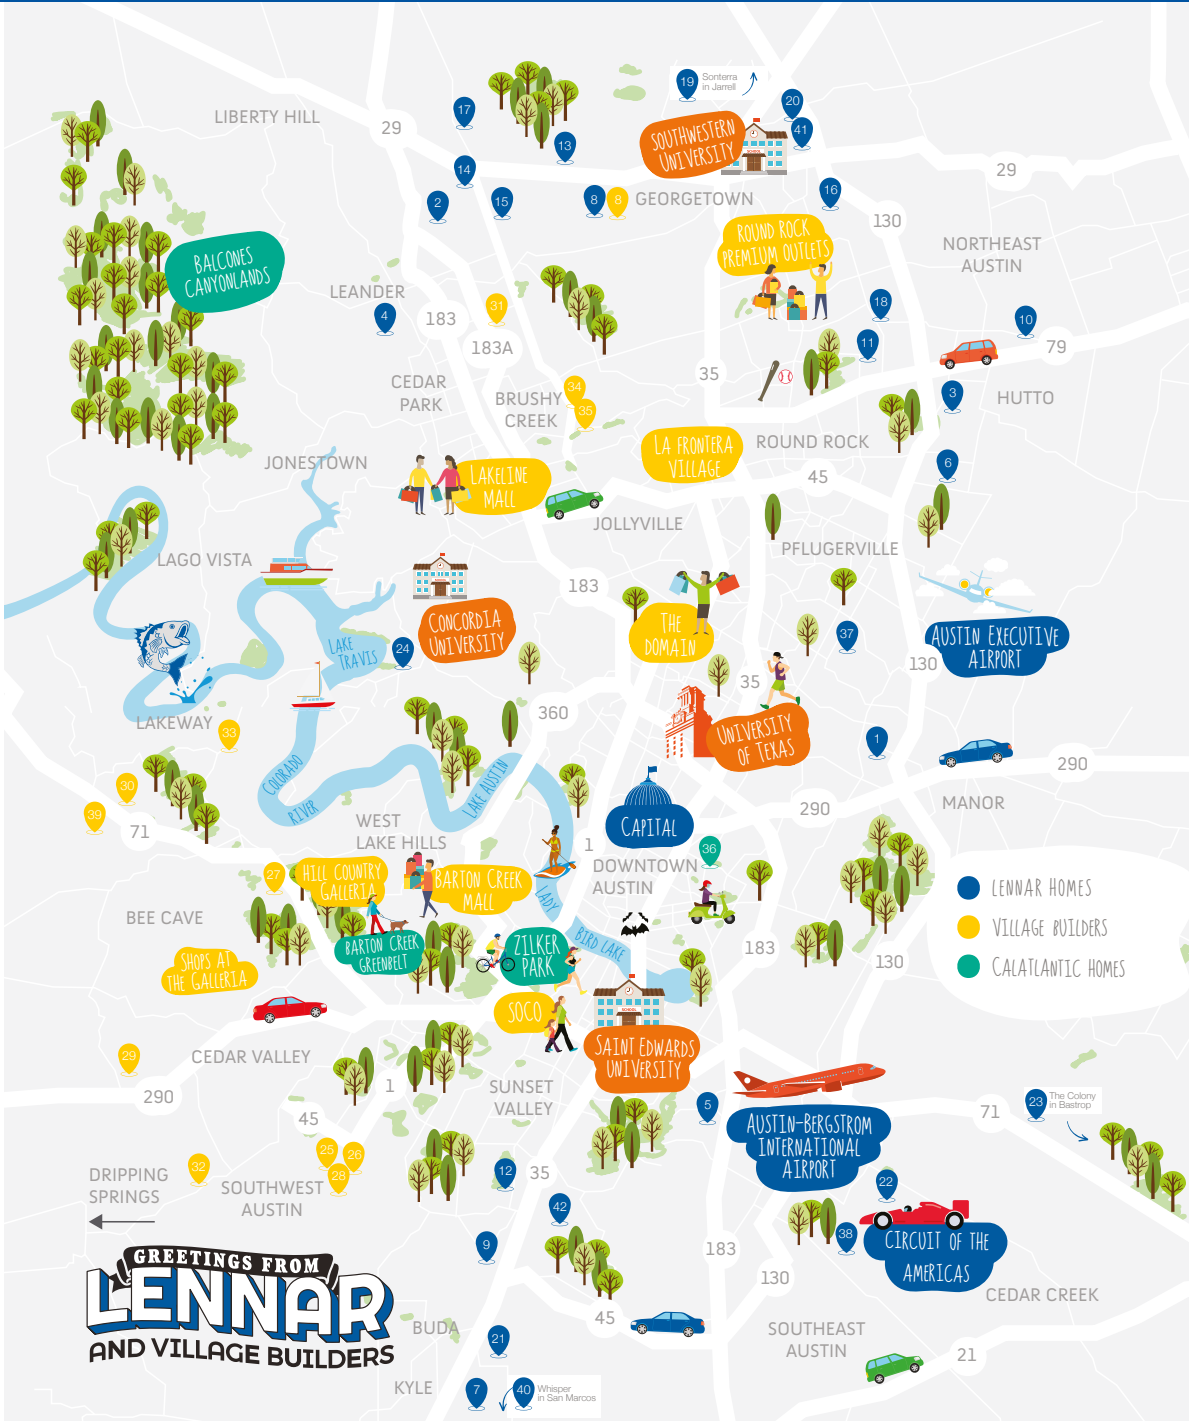 19
Sonterra
in Jarrell
20
17
41
LIBERTY HILL
29
SOUTHWESTERN
UNIVERSITY
13
14
29
2
15
8
8
GEORGETOWN
16
130
ROUND ROCK
PREMIUM OUTLETS
NORTHEAST
AUSTIN
BALCONES
CANYONLANDS
LEANDER
4
183
31
183A
18
11
10
79
CEDAR
PARK
BRUSHY
CREEK
34
35
35
3
HUTTO
LA FRONTERA
VILLAGE
ROUND ROCK
JONESTOWN
LAKELINE
MALL
45
6
JOLLYVILLE
PFLUGERVILLE
LAGO VISTA
183
CONCORDIA
UNIVERSITY
THE
DOMAIN
37
AUSTIN EXECUTIVE
AIRPORT
LAKE
TRAVIS
24
130
35
LAKEWAY
33
360
UNIVERSITY
OF TEXAS
1
290
COLORADO
RIVER
LAKE AUSTIN
30
39
71
WEST
LAKE HILLS
CAPITAL
290
MANOR
1
DOWNTOWN
AUSTIN
36
27
HILL COUNTRY
GALLERIA
BARTON CREEK
MALL
LADY
BIRD LAKE
LENNAR HOMES
VILLAGE BUILDERS
CALATLANTIC HOMES
BEE CAVE
BARTON CREEK
GREENBELT
ZILKER
PARK
183
130
SHOPS AT
THE GALLERIA
SOCO
SCHOOL
SAINT EDWARDS
UNIVERSITY
29
CEDAR VALLEY
290
1
SUNSET
VALLEY
45
5
AUSTIN-BERGSTROM
INTERNATIONAL
AIRPORT
71
23
The Colony
in Bastrop
25
26
28
32
DRIPPING
SPRINGS
SOUTHWEST
AUSTIN
12
35
22
42
9
38
CIRCUIT OF THE
AMERICAS
183
130
GREETINGS FROM
LENNAR
AND VILLAGE BUILDERS
CEDAR CREEK
45
BUDA
21
SOUTHEAST
AUSTIN
21
KYLE
7
40
Whisper
in San Marcos